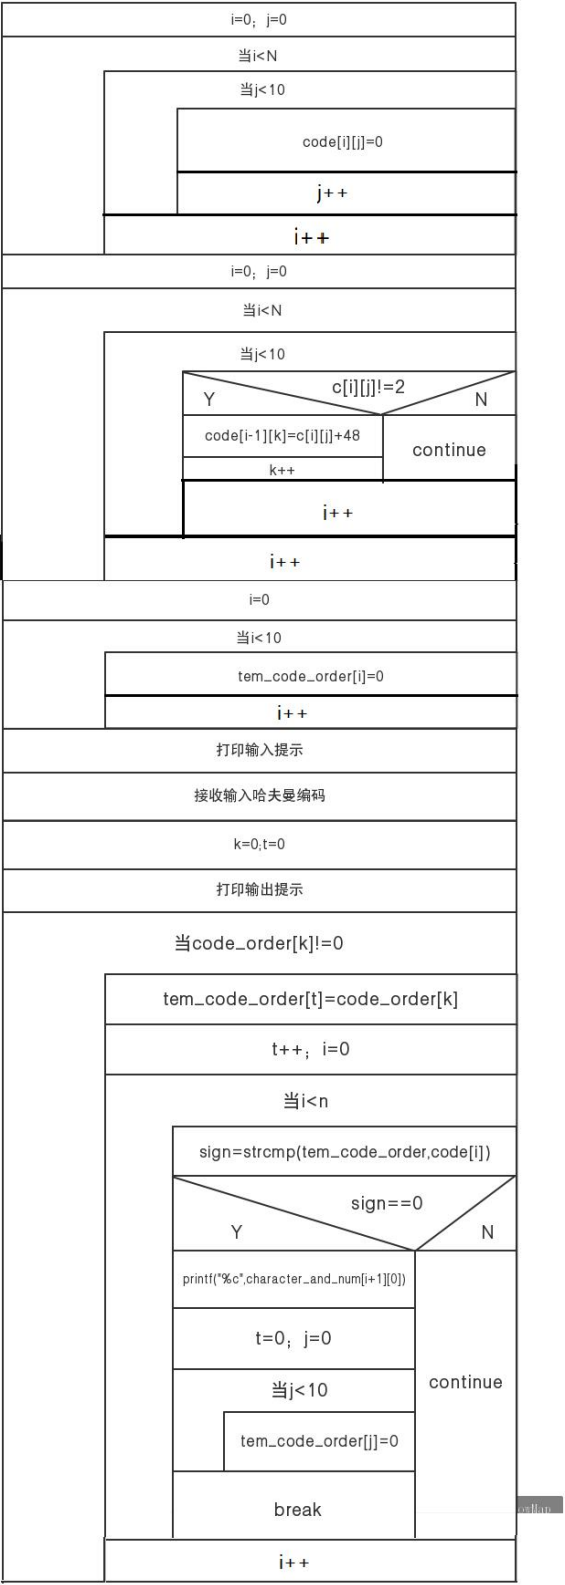 i=0; j=0
当i<N
当j<10
code[i][j]=0
j++
i++
i=0; j=0
当i<N
当j<10
c[i][j]!=2
Y
N
code[i-1][k]=c[i][j]+48
continue
k++
i++
i++
i=0
当i<10
tem_code_order[i]=0
i++
打印输入提示
接收输入哈夫曼编码
k=0;t=0
打印输出提示
当code_order[k]!=0
tem_code_order[t]=code_order[k]
t++; i=0
当i<n
sign=strcmp(tem_code_order,code[i])
sign==0
Y
N
printf("%c",character_and_num[i+1][0])
t=0; j=0
continue
当j<10
tem_code_order[j]=0
break
i++